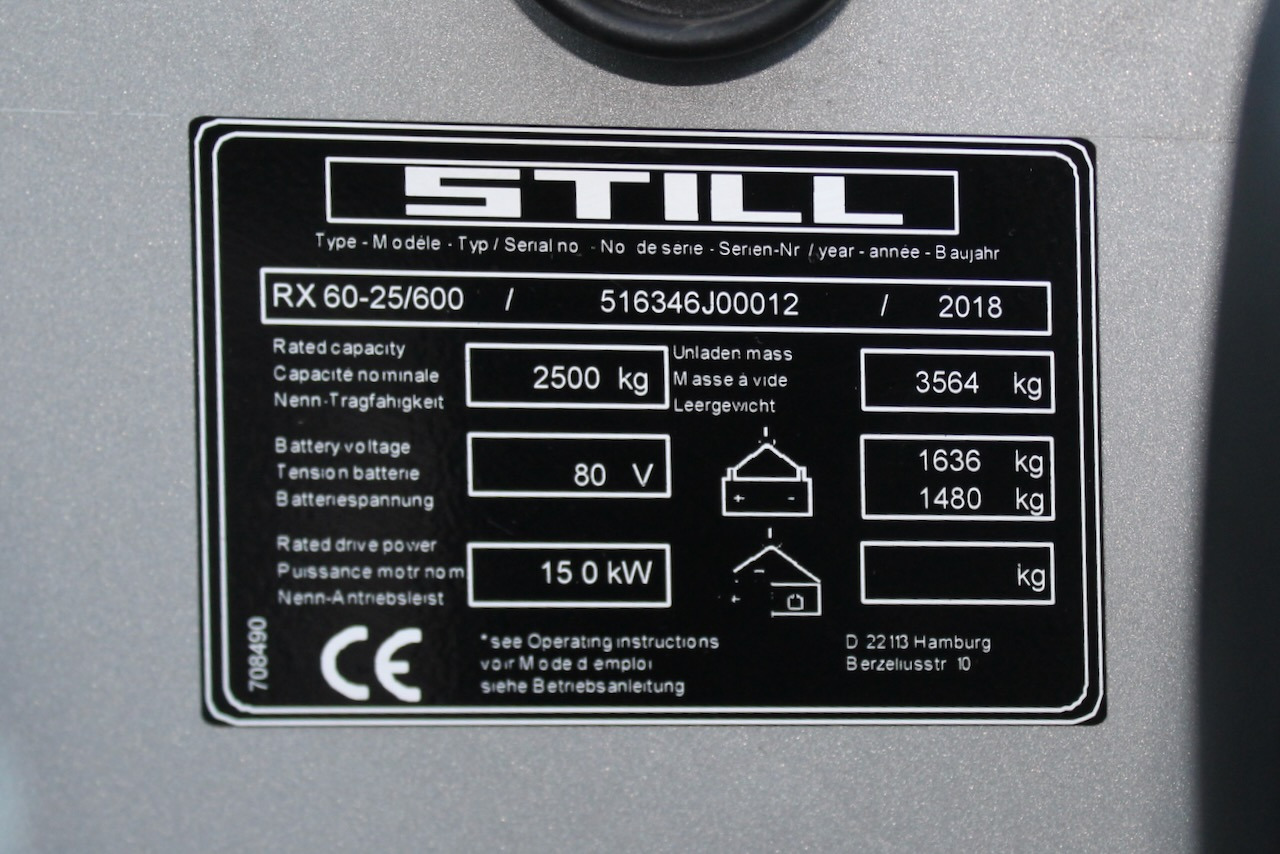 STILL
Type - Modèle - Typ / Serial no - No de serie - Serien-Nr / year - année - Baujahr
RX 60-25/600 / 516346J00012 / 2018
Rated capacity
Capacité nominale
Nenn-Tragfahigkeit
2500 kg
Unladen mass
Masse à vide
Leergewicht
3564 kg
Battery voltage
Tension batterie
Batteriespannung
80 V
+ -
1636 kg
1480 kg
Rated drive power
Puissance motr nom
Nenn-Antriebsleist
15 0 kW
kg
708490
CE
*see Operating instructions
voir Mode d emploi
siehe Betriebsanleitung
D 22113 Hamburg
Berzeliusstr 10